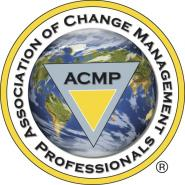 ASSOCIATION OF CHANGE MANAGEMENT
PROFESSIONALS
ACMP
®